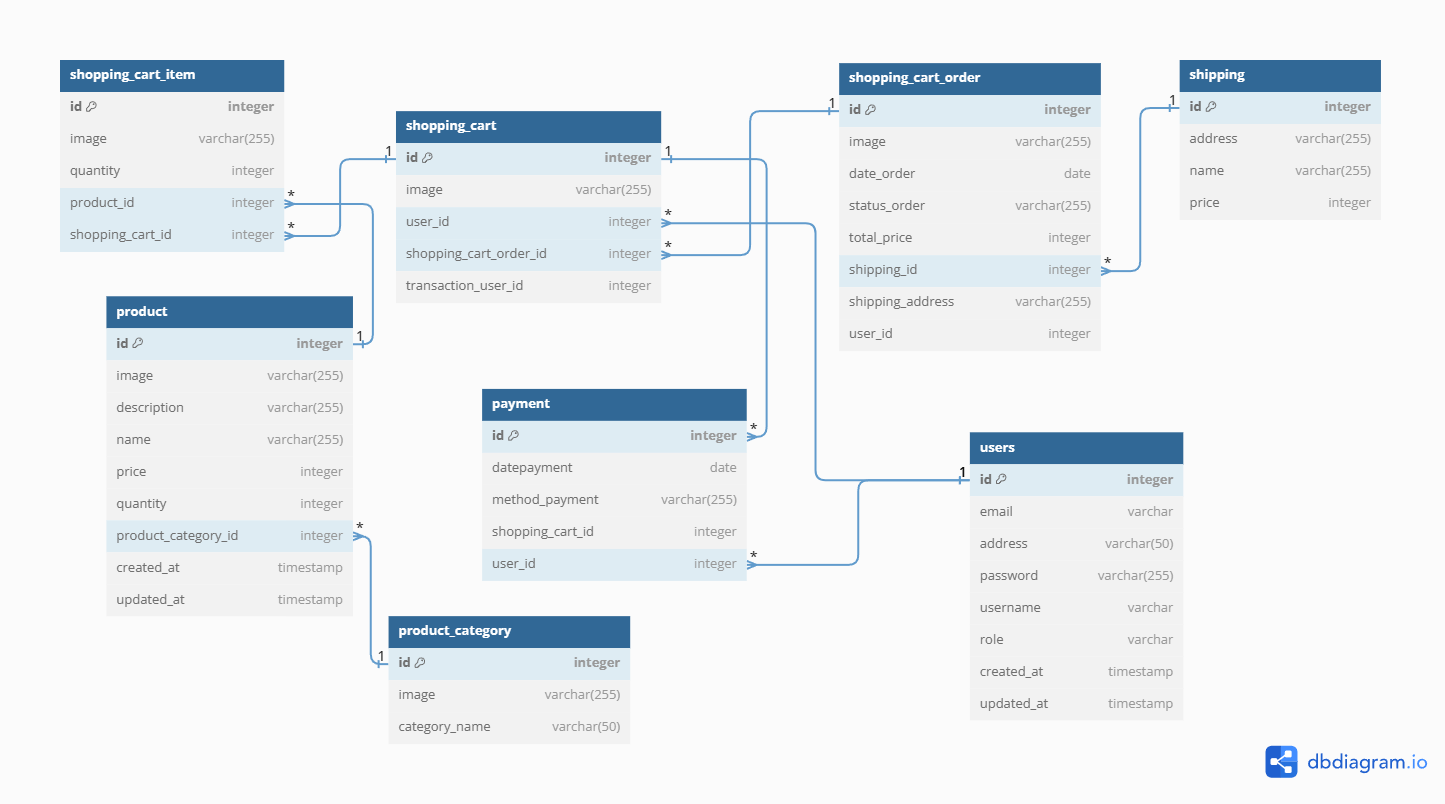 shopping_cart_item
id integer
image varchar(255)
quantity integer
product_id integer *
shopping_cart_id integer *
shopping_cart
1 id integer 1
image varchar(255)
user_id integer *
shopping_cart_order_id integer *
transaction_user_id integer
shopping_cart_order
1 id integer
image varchar(255)
date_order date
status_order varchar(255)
total_price integer
shipping_id integer *
shipping_address varchar(255)
user_id integer
shipping
1 id integer
address varchar(255)
name varchar(255)
price integer
product
id integer 1
image varchar(255)
description varchar(255)
name varchar(255)
price integer
quantity integer
product_category_id integer *
created_at timestamp
updated_at timestamp
payment
id integer *
datepayment date
method_payment varchar(255)
shopping_cart_id integer
user_id integer *
users
1 id integer
email varchar
address varchar(50)
password varchar(255)
username varchar
role varchar
created_at timestamp
updated_at timestamp
product_category
1 id integer
image varchar(255)
category_name varchar(50)
dbdiagram.io